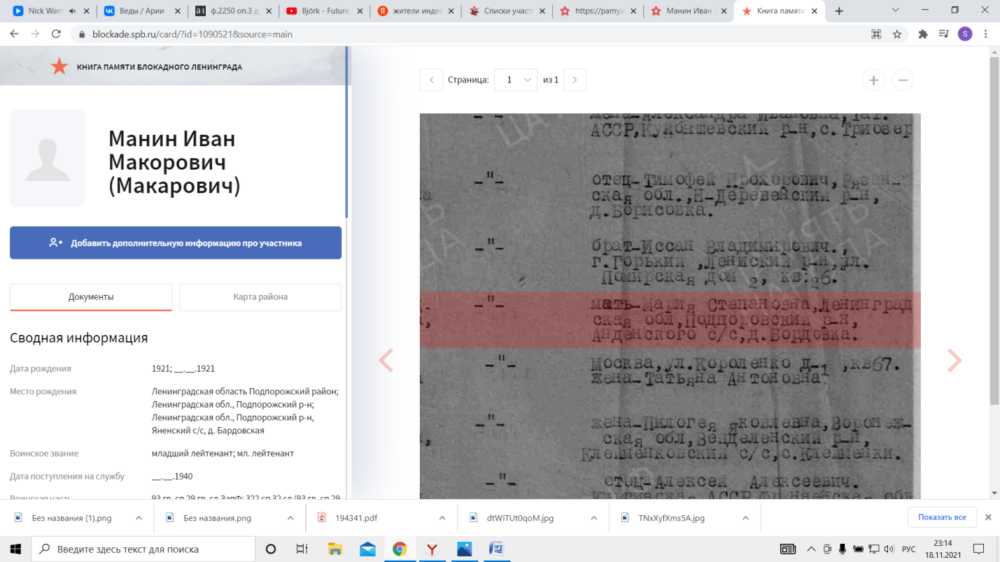 Nick Warr
Веды / Арии
ф.2250 оп.3 д
Björk - Future
жители индей
Списки участ
https://pamya
Манин Иван
Книга памяти
blockade.spb.ru/card/?id=1090521&source=main
S
КНИГА ПАМЯТИ БЛОКАДНОГО ЛЕНИНГРАДА
Манин Иван
Макорович
(Макарович)
Добавить дополнительную информацию про участника
Документы
Карта района
Сводная информация
Дата рождения
1921; __.__.1921
Место рождения
Ленинградская область Подпорожский район;
Ленинградская обл., Подпорожский р-н;
Ленинградская обл., Подпорожский р-н,
Яненский с/с, д. Бардовская
Воинское звание
младший лейтенант; мл. лейтенант
Дата поступления на службу
__.__.1940
Воинская часть
93 гв. сп 29 гв. сд ЗапФ; 322 сп 32 сд (93 гв. сп 29
Страница:
1
из 1
жена-Александра Ивановна, Тат.
АССР,Куйбышевский р-н,с.Триозер
-"-
отец-Тимофей Прохорович, Рязан-
ская обл.,Н-Деревенский р-н,
д.Борисовка.
-"-
брат-Иссан Владимирович.,
г.Горький ,Лениский р-н,ул.
Помирская дом 2, кв:26.
-"-
мать-Мария Степановна,Ленинград
ская обл,Подпоровский р-н,
Анденского с/с,д.Бордовка.
-"-
Москва,ул.Короленко д-1 ,кв67.
жена-Татьяна Антоновна
-"-
жена-Пилогея Яковлевна,Воронеж-
ская обл,Венделенский р-н,
Клеименковский с/с,с.Клеменки.
-"-
отец-Алексей Алексеевич.
Без названия (1).png
Без названия.png
194341.pdf
dtWiTUt0qoM.jpg
TNxXyfXms5A.jpg
Показать все
Введите здесь текст для поиска
РУС
23:14
18.11.2021